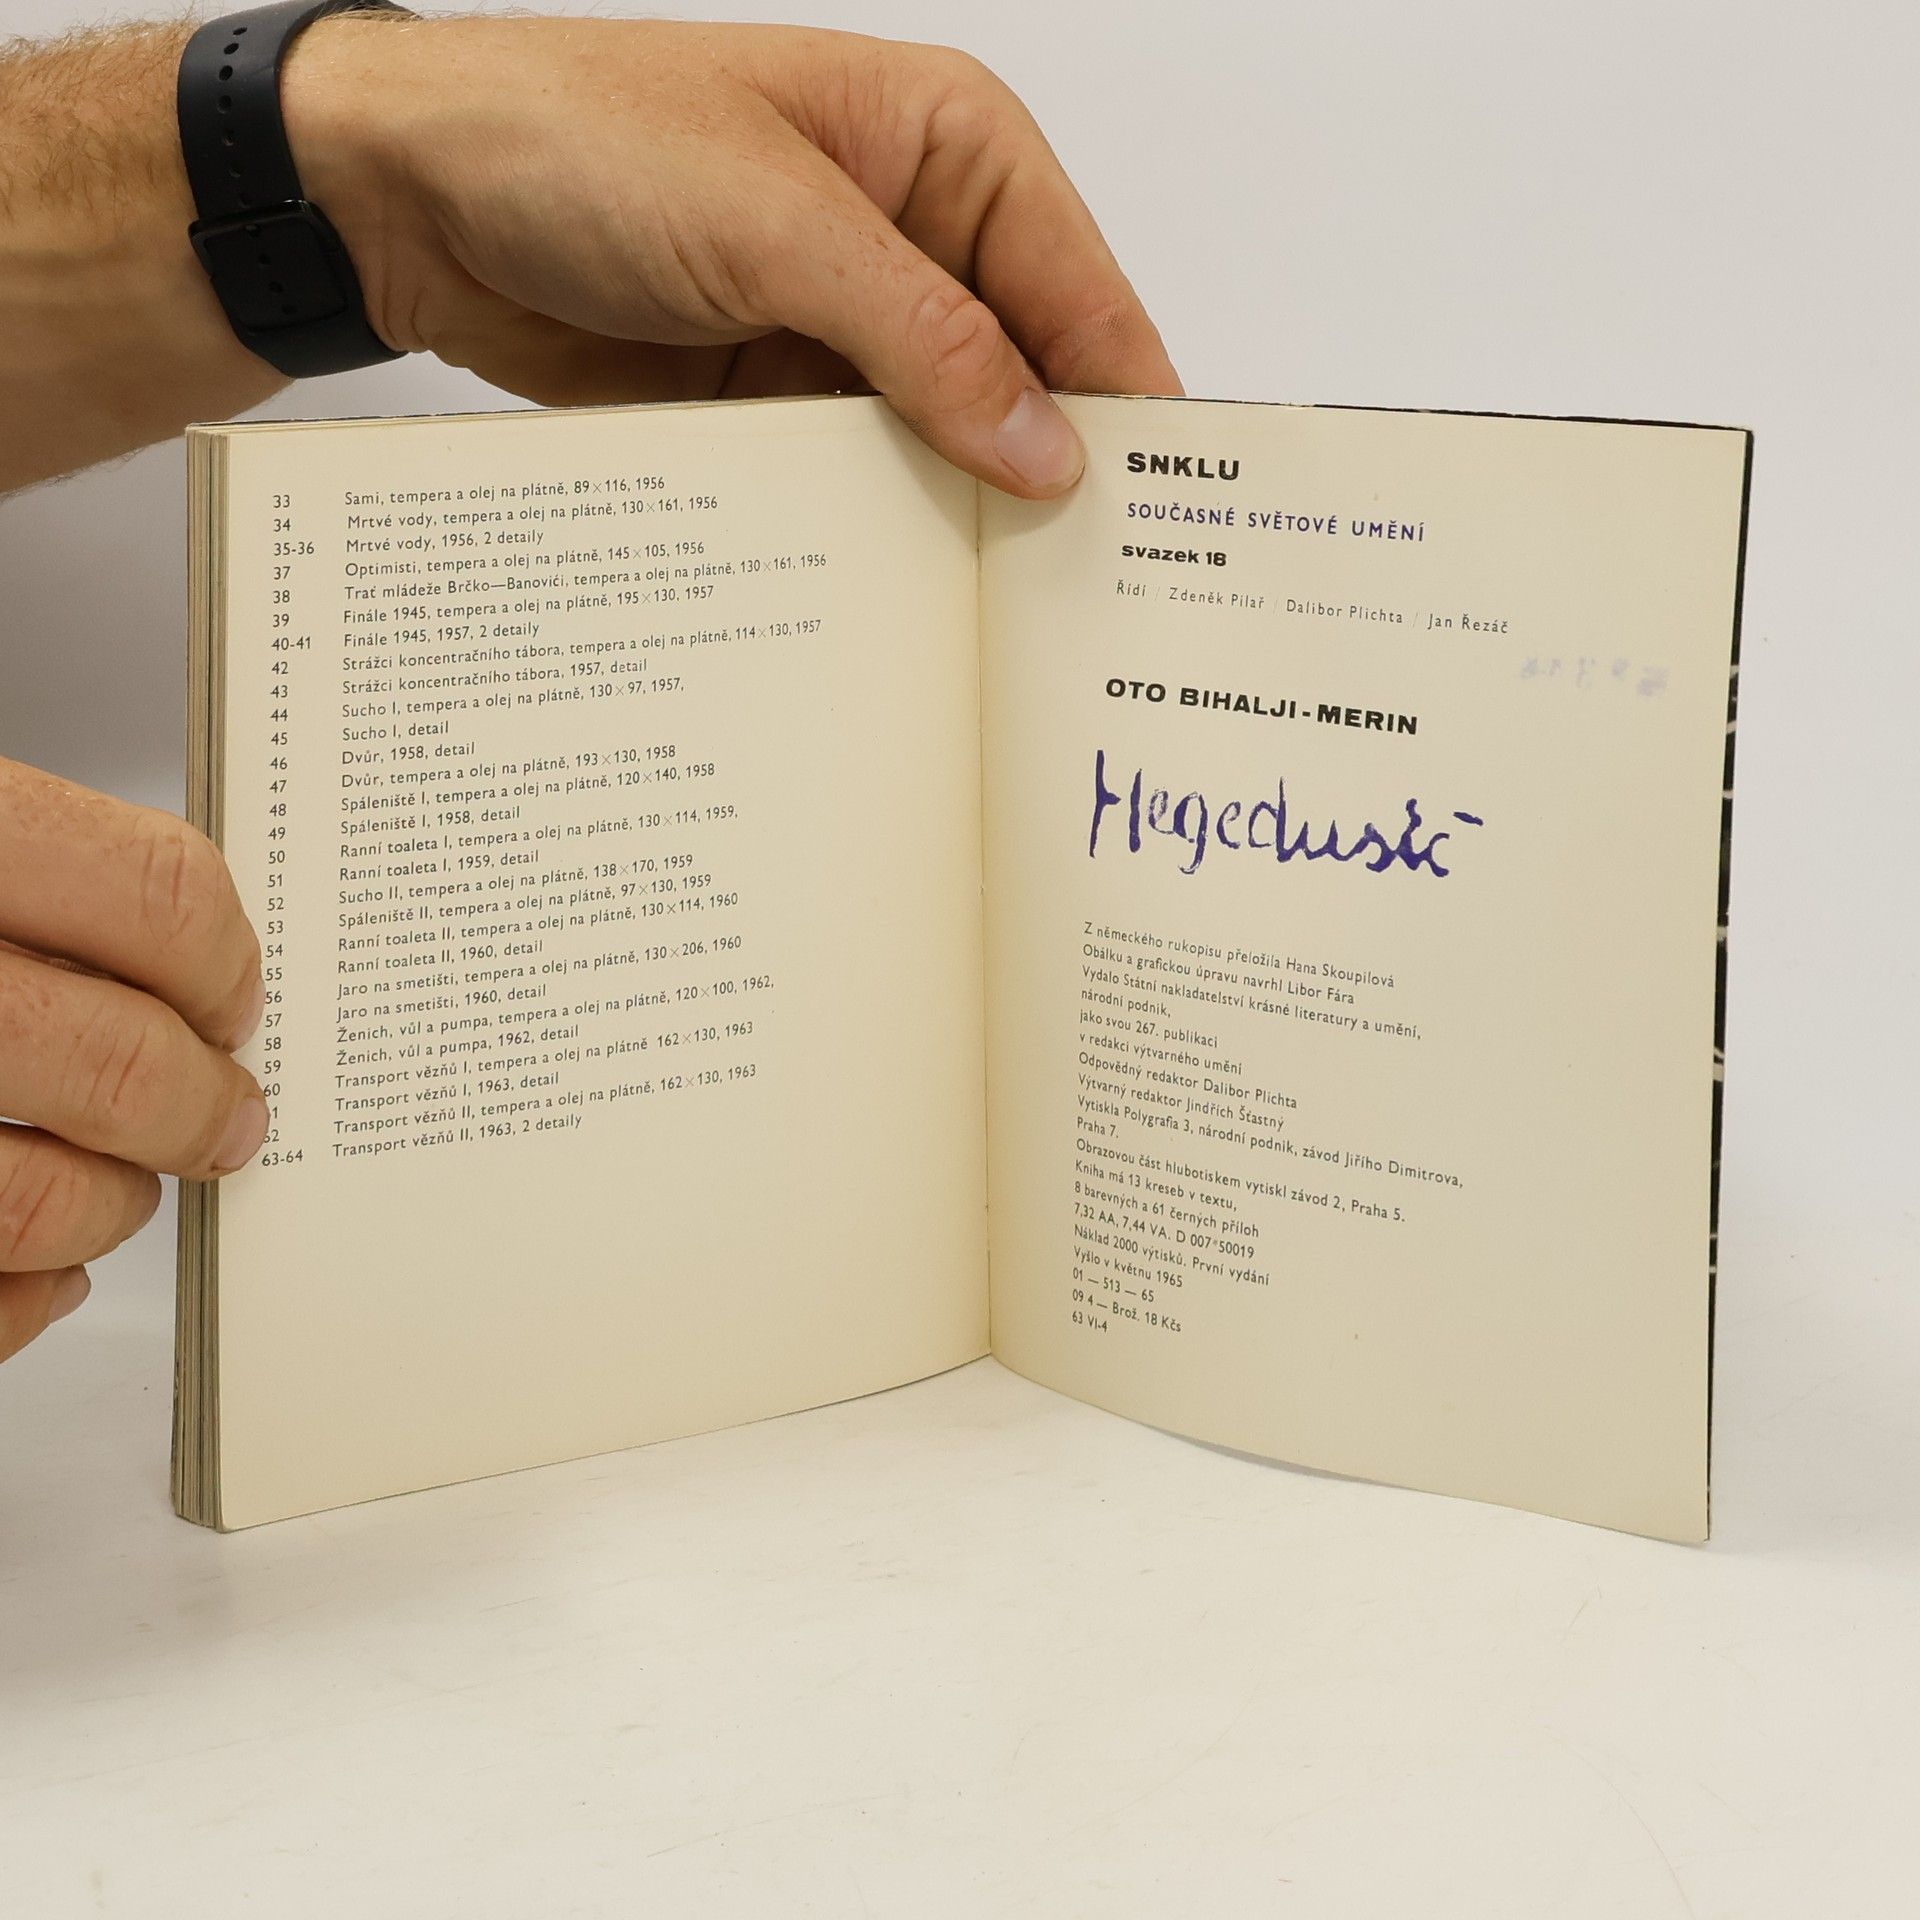 33 Sami, tempera a olej na plátně, 89×116, 1956
34 Mrtvé vody, tempera a olej na plátně, 130×161, 1956
35-36 Mrtvé vody, 1956, 2 detaily
37 Optimisti, tempera a olej na plátně, 145×105, 1956
38 Trať mládeže Brčko—Banovići, tempera a olej na plátně, 130×161, 1956
39 Finále 1945, tempera a olej na plátně, 195×130, 1957
40-41 Finále 1945, 1957, 2 detaily
42 Strážci koncentračního tábora, tempera a olej na plátně, 114×130, 1957
43 Strážci koncentračního tábora, 1957, detail
44 Sucho I, tempera a olej na plátně, 130×97, 1957,
45 Sucho I, detail
46 Dvůr, 1958, detail
47 Dvůr, tempera a olej na plátně, 193×130, 1958
48 Spáleniště I, tempera a olej na plátně, 120×140, 1958
49 Spáleniště I, 1958, detail
50 Ranní toaleta I, tempera a olej na plátně, 130×114, 1959,
51 Ranní toaleta I, 1959, detail
52 Sucho II, tempera a olej na plátně, 138×170, 1959
53 Spáleniště II, tempera a olej na plátně, 97×130, 1959
54 Ranní toaleta II, tempera a olej na plátně, 130×114, 1960
55 Ranní toaleta II, 1960, detail
56 Jaro na smetišti, tempera a olej na plátně, 130×206, 1960
57 Jaro na smetišti, 1960, detail
58 Ženich, vůl a pumpa, tempera a olej na plátně, 120×100, 1962,
59 Ženich, vůl a pumpa, 1962, detail
60 Transport vězňů I, tempera a olej na plátně 162×130, 1963
1 Transport vězňů I, 1963, detail
62 Transport vězňů II, tempera a olej na plátně, 162×130, 1963
63-64 Transport vězňů II, 1963, 2 detaily
SNKLU
SOUČASNÉ SVĚTOVÉ UMĚNÍ
svazek 18
Řídí / Zdeněk Pilař / Dalibor Plichta / Jan Řezáč
OTO BIHALJI-MERIN
Hegedusić
Z německého rukopisu přeložila Hana Skoupilová
Obálku a grafickou úpravu navrhl Libor Fára
Vydalo Státní nakladatelství krásné literatury a umění,
národní podnik,
jako svou 267. publikaci
v redakci výtvarného umění
Odpovědný redaktor Dalibor Plichta
Výtvarný redaktor Jindřich Šťastný
Vytiskla Polygrafia 3, národní podnik, závod Jiřího Dimitrova,
Praha 7.
Obrazovou část hlubotiskem vytiskl závod 2, Praha 5.
Kniha má 13 kreseb v textu,
8 barevných a 61 černých příloh
7,32 AA, 7,44 VA. D 007*50019
Náklad 2000 výtisků. První vydání
Vyšlo v květnu 1965
01 — 513 — 65
09 4 — Brož. 18 Kčs
63 VI-4